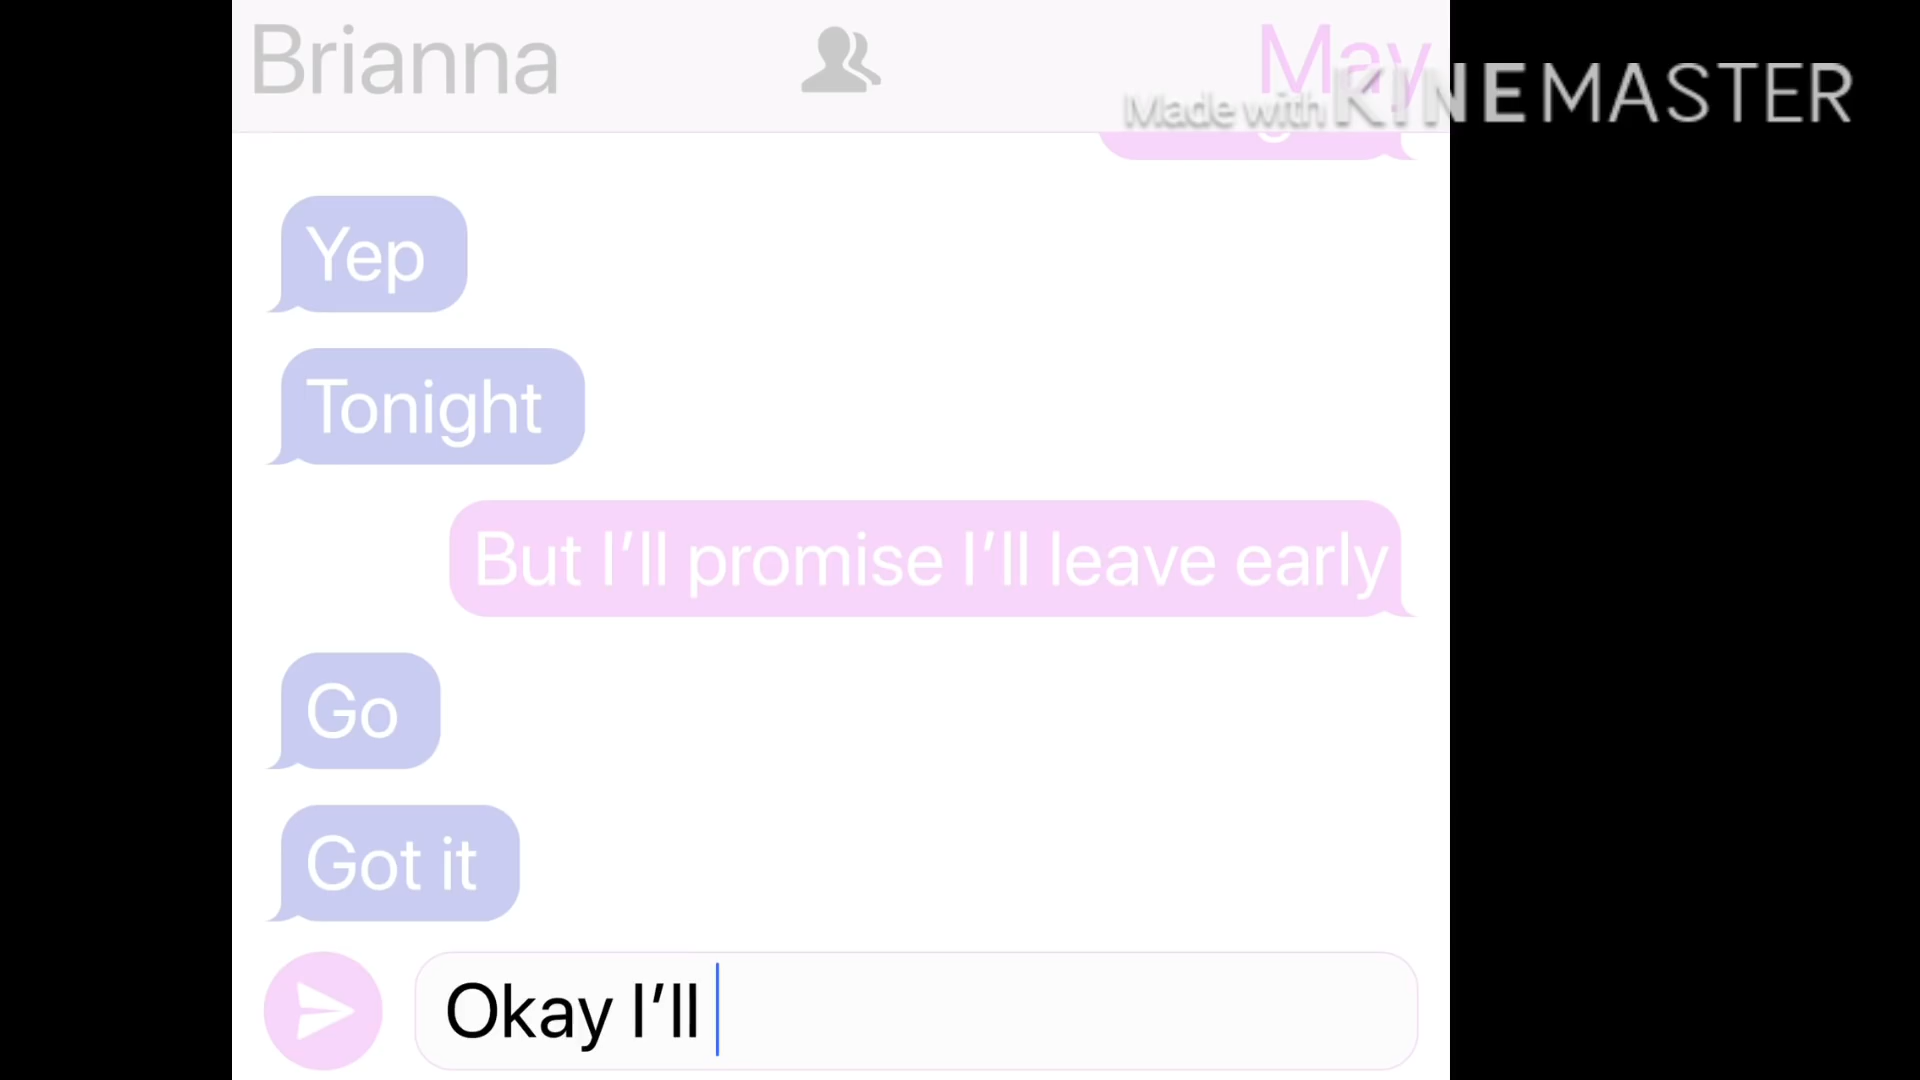 Brianna
May
Made with KINEMASTER
Yep
Tonight
But I’ll promise I’ll leave early
Go
Got it
Okay I’ll